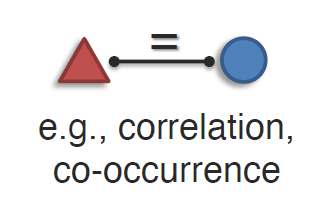 =
e.g., correlation,
co-occurrence